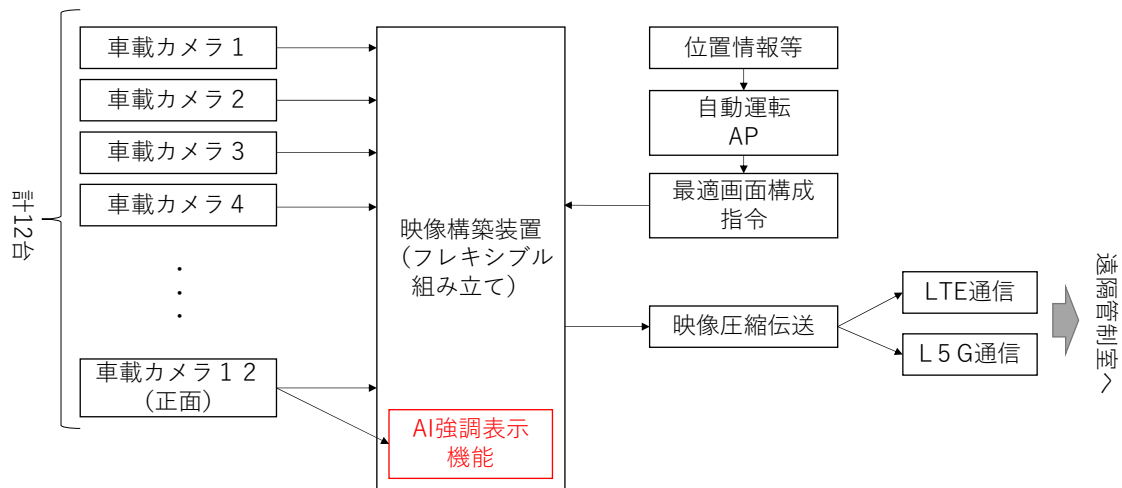 計12台
車載カメラ１
車載カメラ２
車載カメラ３
車載カメラ４
・
・
・
車載カメラ１２
（正面）
映像構築装置
（フレキシブル
組み立て）
AI強調表示
機能
位置情報等
自動運転
AP
最適画面構成
指令
映像圧縮伝送
LTE通信
L５G通信
遠隔管制室へ